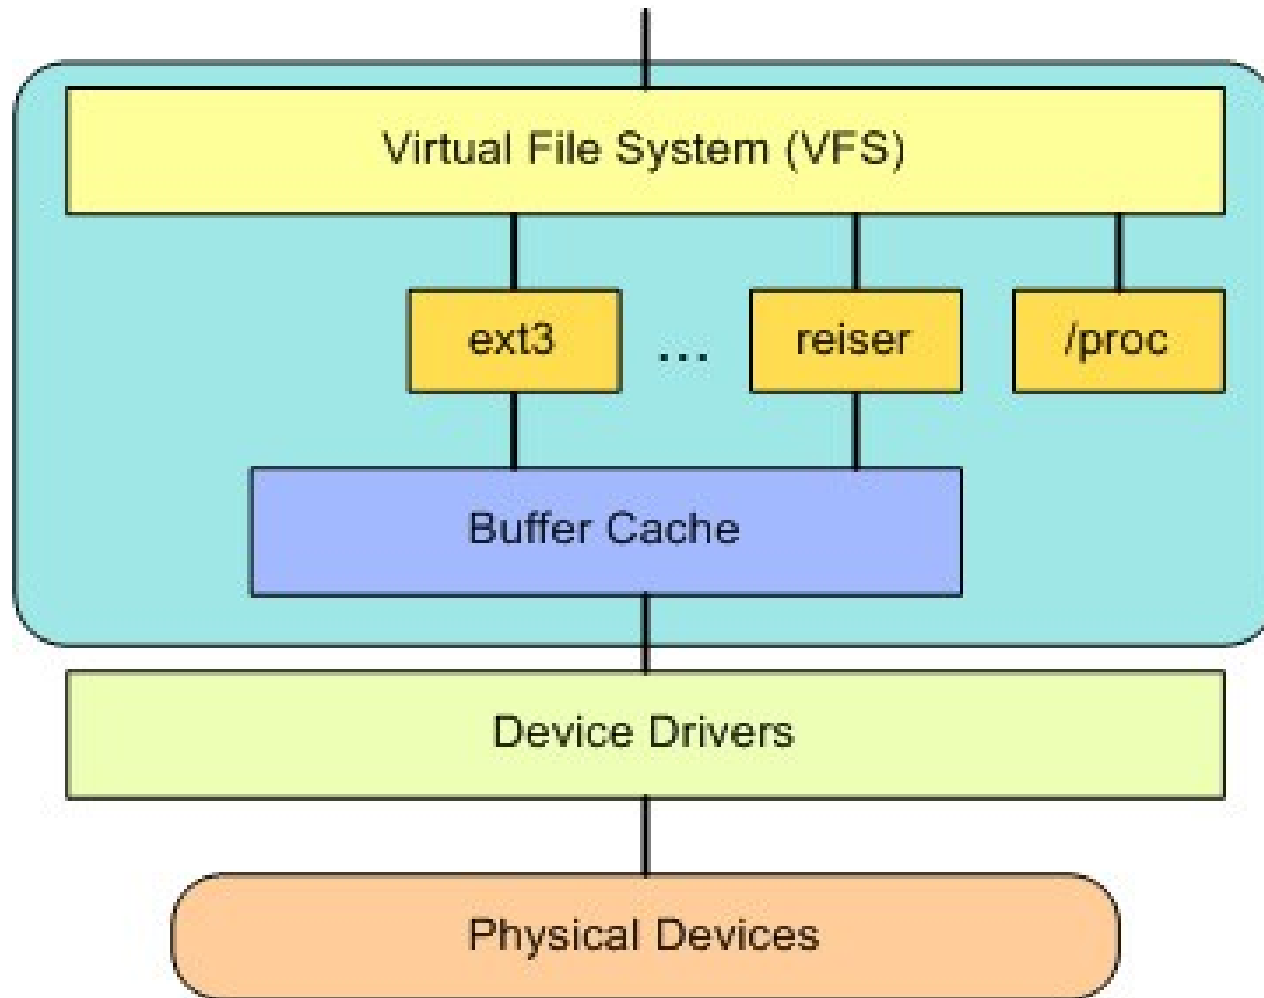 Virtual File System (VFS)
ext3
...
reiser
/proc
Buffer Cache
Device Drivers
Physical Devices